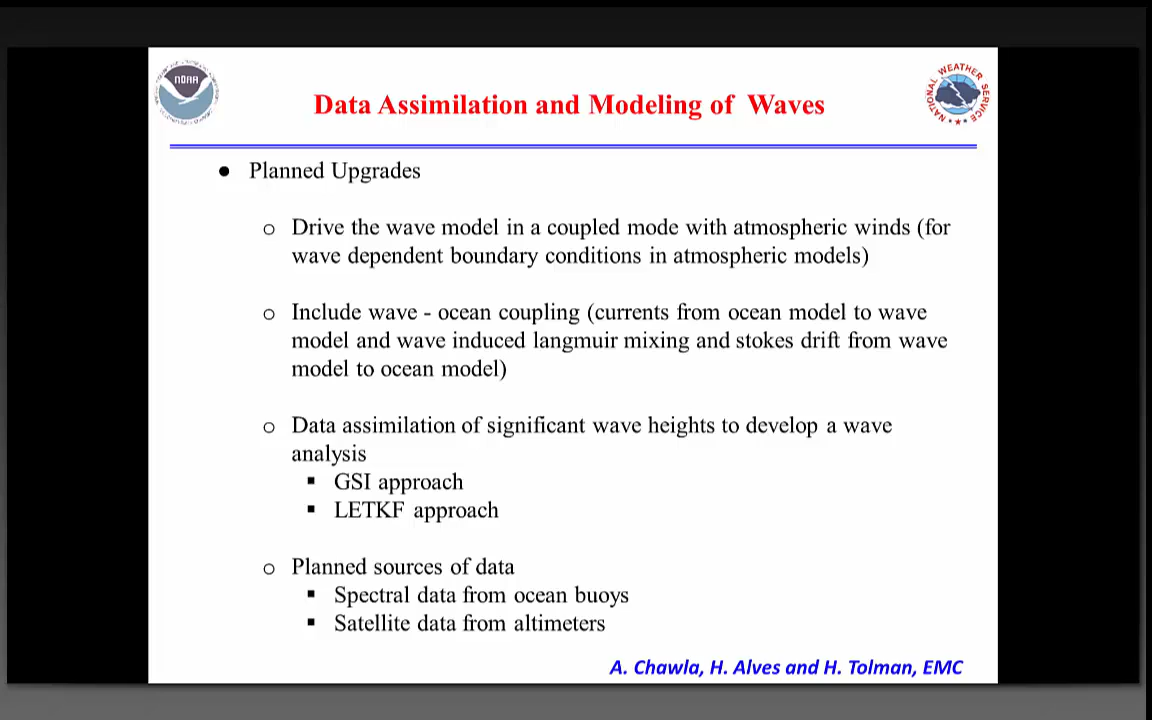 NOAA
NATIONAL WEATHER SERVICE
Data Assimilation and Modeling of Waves
● Planned Upgrades
o Drive the wave model in a coupled mode with atmospheric winds (for
wave dependent boundary conditions in atmospheric models)
o Include wave - ocean coupling (currents from ocean model to wave
model and wave induced langmuir mixing and stokes drift from wave
model to ocean model)
o Data assimilation of significant wave heights to develop a wave
analysis
▪ GSI approach
▪ LETKF approach
o Planned sources of data
▪ Spectral data from ocean buoys
▪ Satellite data from altimeters
A. Chawla, H. Alves and H. Tolman, EMC